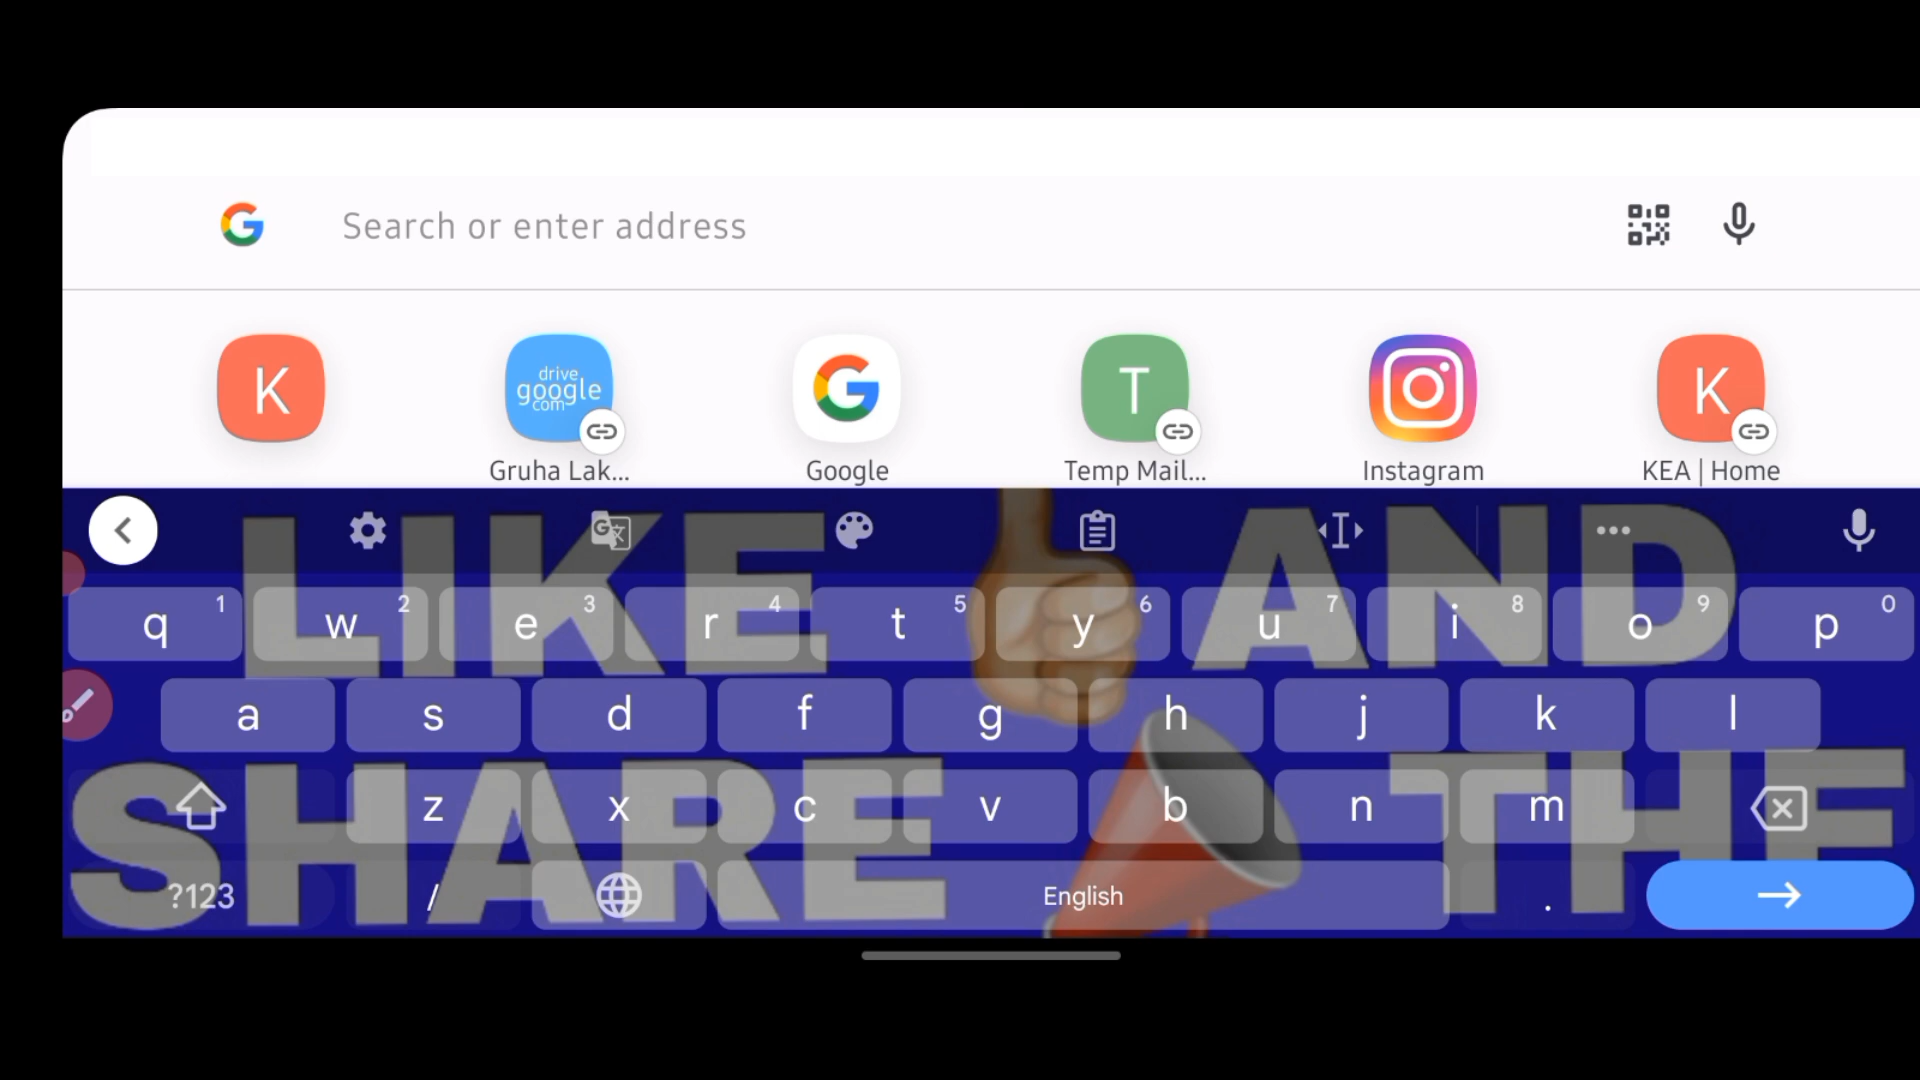 Search or enter address
K
drive
google
com
T
K
Gruha Lak...
Google
Temp Mail...
Instagram
KEA | Home
LIKE AND
q 1 w 2 e 3 r 4 t 5 y 6 u 7 i 8 o 9 p 0
a s d f g h j k l
SHARE THE
z x c v b n m
?123 / English .